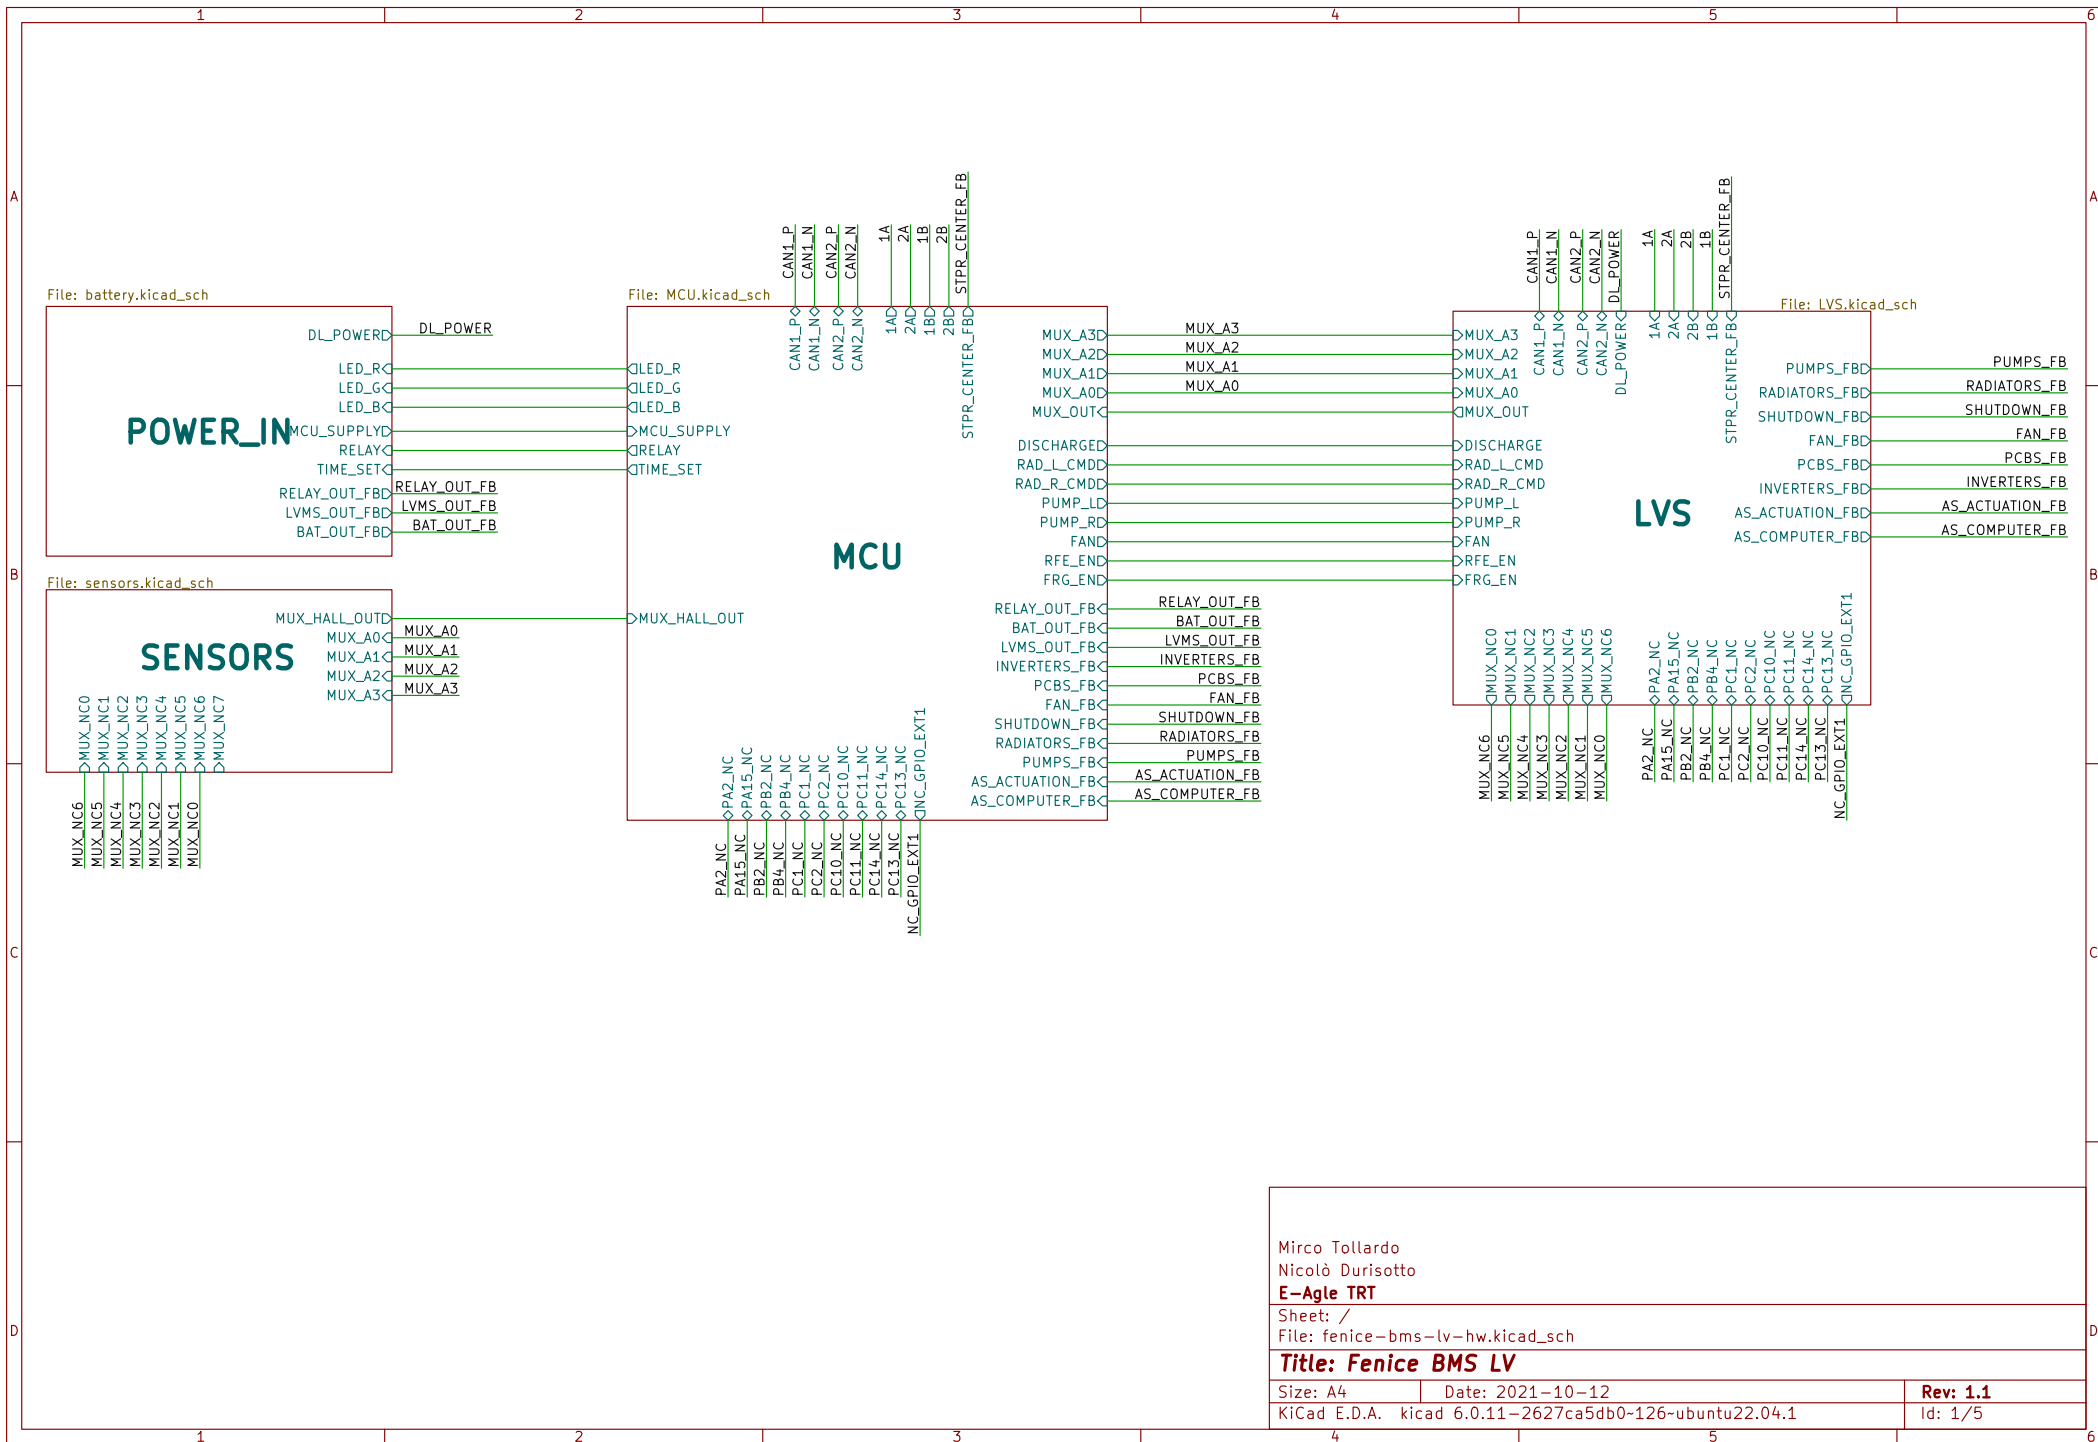 1 2 3 4 5 6
A A
B B
C C
D D
File: battery.kicad_sch
DL_POWER
LED_R
LED_G
LED_B
POWER_IN
MCU_SUPPLY
RELAY
TIME_SET
RELAY_OUT_FB
LVMS_OUT_FB
BAT_OUT_FB
DL_POWER
RELAY_OUT_FB
LVMS_OUT_FB
BAT_OUT_FB
File: sensors.kicad_sch
MUX_HALL_OUT
MUX_A0
MUX_A1
MUX_A2
MUX_A3
SENSORS
MUX_A0
MUX_A1
MUX_A2
MUX_A3
MUX_NC0
MUX_NC1
MUX_NC2
MUX_NC3
MUX_NC4
MUX_NC5
MUX_NC6
MUX_NC7
MUX_NC6
MUX_NC5
MUX_NC4
MUX_NC3
MUX_NC2
MUX_NC1
MUX_NC0
File: MCU.kicad_sch
CAN1_P
CAN1_N
CAN2_P
CAN2_N
1A
2A
1B
2B
STPR_CENTER_FB
CAN1_P
CAN1_N
CAN2_P
CAN2_N
1A
2A
1B
2B
STPR_CENTER_FB
LED_R
LED_G
LED_B
MCU_SUPPLY
RELAY
TIME_SET
MUX_HALL_OUT
MCU
MUX_A3
MUX_A2
MUX_A1
MUX_A0
MUX_OUT
DISCHARGE
RAD_L_CMD
RAD_R_CMD
PUMP_L
PUMP_R
FAN
RFE_EN
FRG_EN
RELAY_OUT_FB
BAT_OUT_FB
LVMS_OUT_FB
INVERTERS_FB
PCBS_FB
FAN_FB
SHUTDOWN_FB
RADIATORS_FB
PUMPS_FB
AS_ACTUATION_FB
AS_COMPUTER_FB
MUX_A3
MUX_A2
MUX_A1
MUX_A0
RELAY_OUT_FB
BAT_OUT_FB
LVMS_OUT_FB
INVERTERS_FB
PCBS_FB
FAN_FB
SHUTDOWN_FB
RADIATORS_FB
PUMPS_FB
AS_ACTUATION_FB
AS_COMPUTER_FB
PA2_NC
PA15_NC
PB2_NC
PB4_NC
PC1_NC
PC2_NC
PC10_NC
PC11_NC
PC14_NC
PC13_NC
NC_GPIO_EXT1
PA2_NC
PA15_NC
PB2_NC
PB4_NC
PC1_NC
PC2_NC
PC10_NC
PC11_NC
PC14_NC
PC13_NC
NC_GPIO_EXT1
File: LVS.kicad_sch
CAN1_P
CAN1_N
CAN2_P
CAN2_N
DL_POWER
1A
2A
2B
1B
STPR_CENTER_FB
CAN1_P
CAN1_N
CAN2_P
CAN2_N
DL_POWER
1A
2A
2B
1B
STPR_CENTER_FB
MUX_A3
MUX_A2
MUX_A1
MUX_A0
MUX_OUT
DISCHARGE
RAD_L_CMD
RAD_R_CMD
PUMP_L
PUMP_R
FAN
RFE_EN
FRG_EN
LVS
PUMPS_FB
RADIATORS_FB
SHUTDOWN_FB
FAN_FB
PCBS_FB
INVERTERS_FB
AS_ACTUATION_FB
AS_COMPUTER_FB
PUMPS_FB
RADIATORS_FB
SHUTDOWN_FB
FAN_FB
PCBS_FB
INVERTERS_FB
AS_ACTUATION_FB
AS_COMPUTER_FB
MUX_NC0
MUX_NC1
MUX_NC2
MUX_NC3
MUX_NC4
MUX_NC5
MUX_NC6
PA2_NC
PA15_NC
PB2_NC
PB4_NC
PC1_NC
PC2_NC
PC10_NC
PC11_NC
PC14_NC
PC13_NC
NC_GPIO_EXT1
MUX_NC6
MUX_NC5
MUX_NC4
MUX_NC3
MUX_NC2
MUX_NC1
MUX_NC0
PA2_NC
PA15_NC
PB2_NC
PB4_NC
PC1_NC
PC2_NC
PC10_NC
PC11_NC
PC14_NC
PC13_NC
NC_GPIO_EXT1
Mirco Tollardo
Nicolò Durisotto
E-Agle TRT
Sheet: /
File: fenice-bms-lv-hw.kicad_sch
Title: Fenice BMS LV
Size: A4 Date: 2021-10-12 Rev: 1.1
KiCad E.D.A. kicad 6.0.11-2627ca5db0~126~ubuntu22.04.1 Id: 1/5
1 2 3 4 5 6